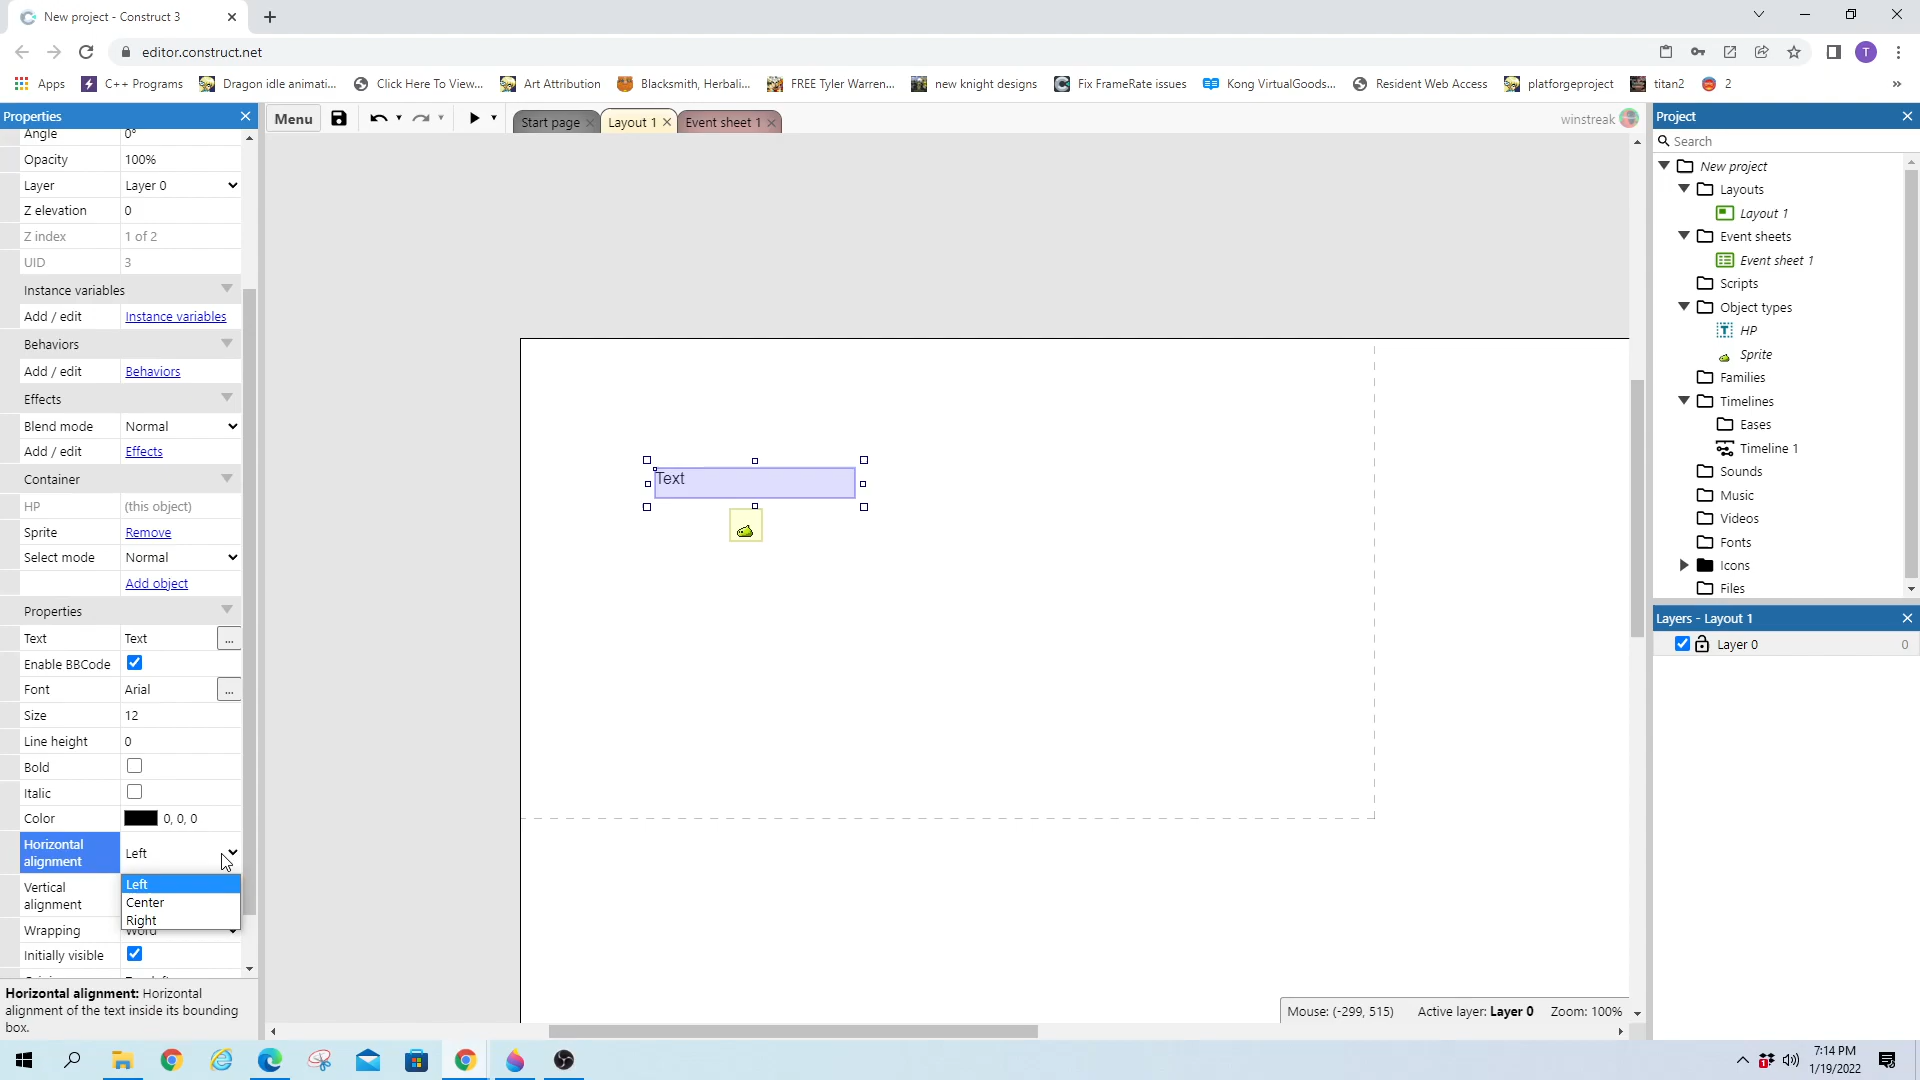 New project - Construct 3
editor.construct.net
T
Apps
C++ Programs
Dragon idle animati...
Click Here To View...
Art Attribution
Blacksmith, Herbali...
FREE Tyler Warren...
new knight designs
Fix FrameRate issues
Kong VirtualGoods...
Resident Web Access
platforgeproject
titan2
2
»
Properties
Menu
Start page
Layout 1
Event sheet 1
winstreak
Project
Angle 0°
Opacity 100%
Layer Layer 0
Z elevation 0
Z index 1 of 2
UID 3
Instance variables
Add / edit Instance variables
Behaviors
Add / edit Behaviors
Effects
Blend mode Normal
Add / edit Effects
Container
HP (this object)
Sprite Remove
Select mode Normal
Add object
Properties
Text Text ...
Enable BBCode
Font Arial ...
Size 12
Line height 0
Bold
Italic
Color 0, 0, 0
Horizontal
alignment
Left
Left
Center
Right
Vertical
alignment
Wrapping Word
Initially visible
Horizontal alignment: Horizontal
alignment of the text inside its bounding
box.
Text
Mouse: (-299, 515) Active layer: Layer 0 Zoom: 100%
Search
New project
Layouts
Layout 1
Event sheets
Event sheet 1
Scripts
Object types
T HP
Sprite
Families
Timelines
Eases
Timeline 1
Sounds
Music
Videos
Fonts
Icons
Files
Layers - Layout 1
Layer 0 0
7:14 PM
1/19/2022